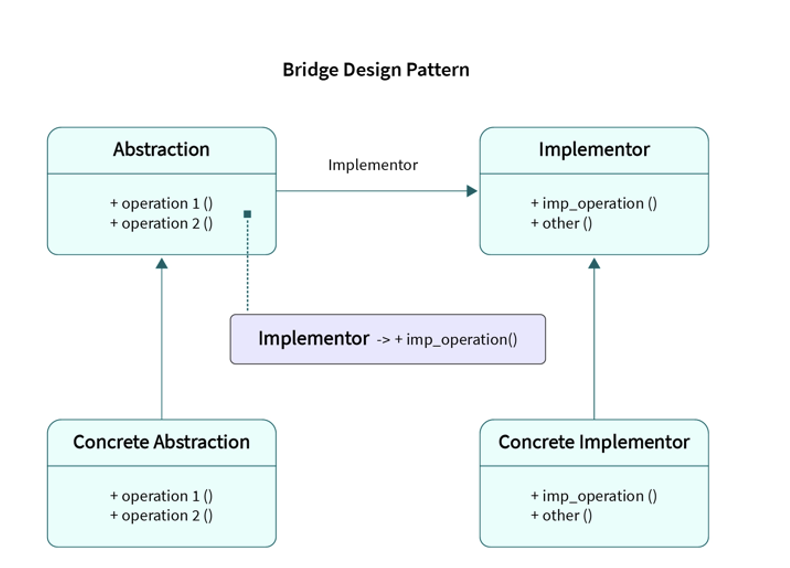 Bridge Design Pattern
Abstraction
+ operation 1 ()
+ operation 2 ()
Implementor
Implementor
+ imp_operation ()
+ other ()
Implementor -> + imp_operation()
Concrete Abstraction
+ operation 1 ()
+ operation 2 ()
Concrete Implementor
+ imp_operation ()
+ other ()